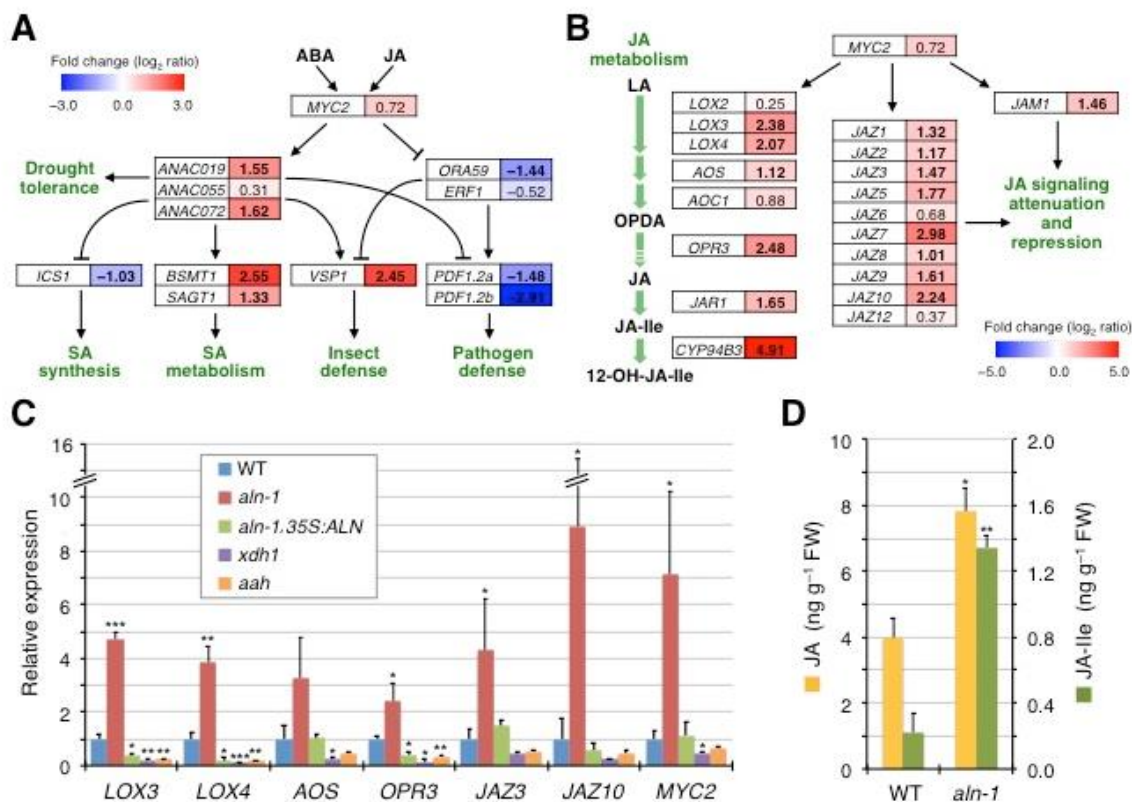 A
Fold change (log2 ratio)
−3.0 0.0 3.0
ABA JA
MYC2 0.72
Drought
tolerance
ANAC019 1.55
ANAC055 0.31
ANAC072 1.62
ORA59 −1.44
ERF1 −0.52
ICS1 −1.03
BSMT1 2.55
SAGT1 1.33
VSP1 2.45
PDF1.2a −1.48
PDF1.2b −2.91
SA
synthesis
SA
metabolism
Insect
defense
Pathogen
defense
B
JA
metabolism
LA
OPDA
JA
JA-Ile
12-OH-JA-Ile
MYC2 0.72
LOX2 0.25
LOX3 2.38
LOX4 2.07
AOS 1.12
AOC1 0.88
OPR3 2.48
JAR1 1.65
CYP94B3 4.91
JAZ1 1.32
JAZ2 1.17
JAZ3 1.47
JAZ5 1.77
JAZ6 0.68
JAZ7 2.98
JAZ8 1.01
JAZ9 1.61
JAZ10 2.24
JAZ12 0.37
JAM1 1.46
JA signaling
attenuation
and
repression
Fold change (log2 ratio)
−5.0 0.0 5.0
C
Relative expression
16
10
8
6
4
2
0
WT
aln-1
aln-1.35S:ALN
xdh1
aah
*** * ** **
** * *** **
*
* * * **
*
*
* *
LOX3 LOX4 AOS OPR3 JAZ3 JAZ10 MYC2
D
JA (ng g−1 FW)
10
8
6
4
2
0
* **
2.0
1.6
1.2
0.8
0.4
0.0
JA-Ile (ng g−1 FW)
WT aln-1